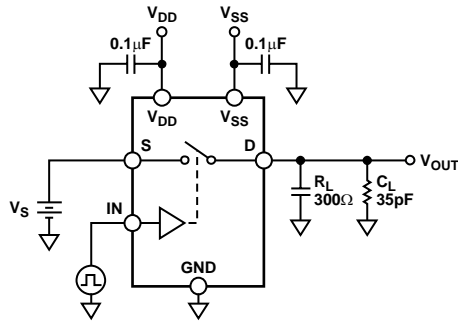 VDD
VSS
0.1µF
0.1µF
VDD
VSS
S
D
VOUT
VS
RL
300Ω
CL
35pF
IN
GND